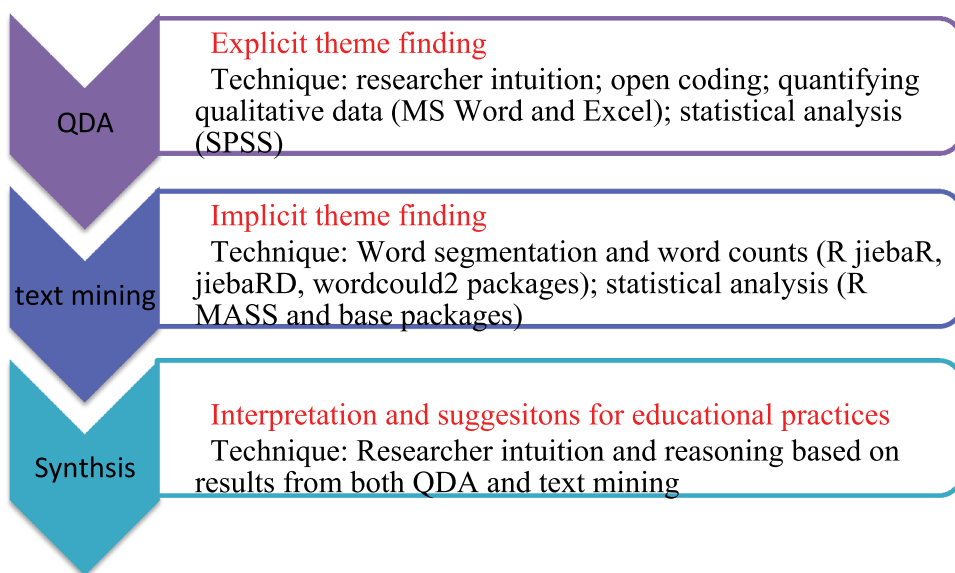 QDA
Explicit theme finding
Technique: researcher intuition; open coding; quantifying
qualitative data (MS Word and Excel); statistical analysis
(SPSS)
text mining
Implicit theme finding
Technique: Word segmentation and word counts (R jiebaR,
jiebaRD, wordcould2 packages); statistical analysis (R
MASS and base packages)
Synthsis
Interpretation and suggesitons for educational practices
Technique: Researcher intuition and reasoning based on
results from both QDA and text mining